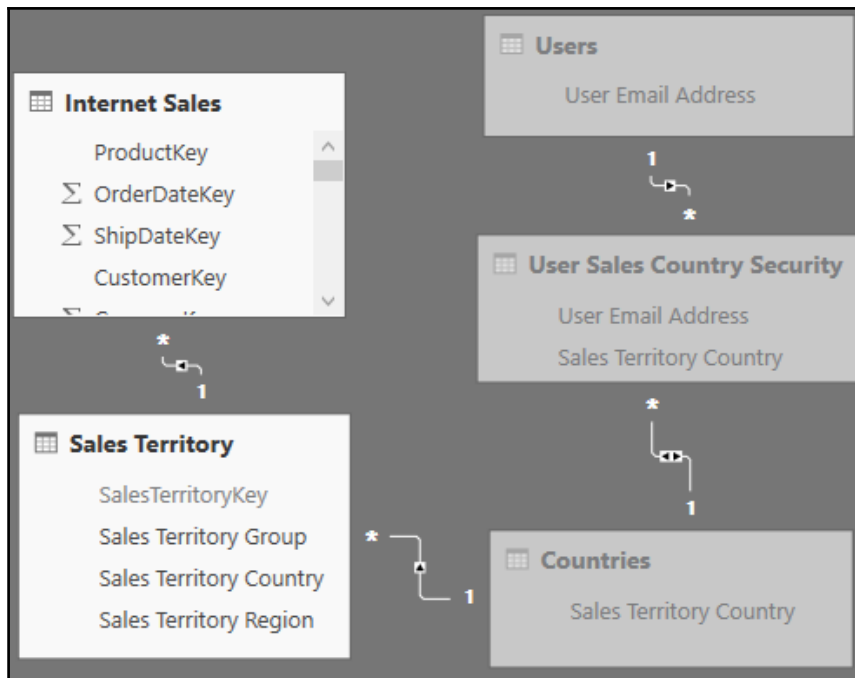 Users
User Email Address
Internet Sales
ProductKey
Σ OrderDateKey
Σ ShipDateKey
CustomerKey
1
*
User Sales Country Security
User Email Address
Sales Territory Country
*
1
*
1
Sales Territory
SalesTerritoryKey
Sales Territory Group
Sales Territory Country
Sales Territory Region
*
1
Countries
Sales Territory Country